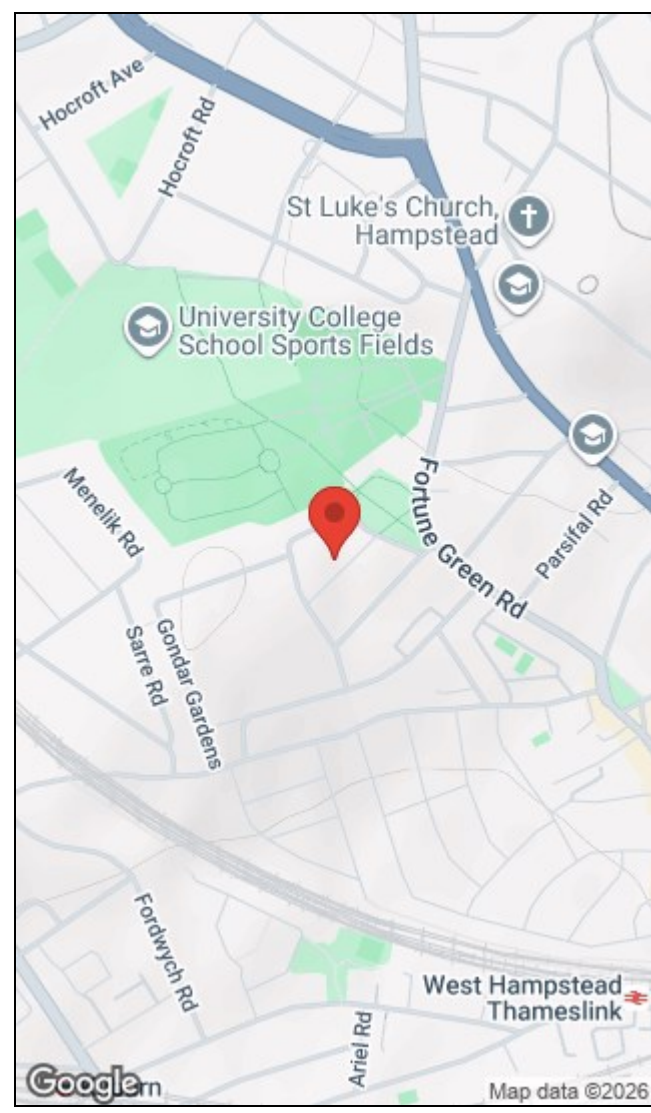 Hocroft Ave
Hocroft Rd
St Luke's Church,
Hampstead
University College
School Sports Fields
Menelik Rd
Fortune Green Rd
Parsifal Rd
Sarre Rd
Gondar Gardens
Fordwych Rd
West Hampstead
Thameslink
Ariel Rd
Google
Map data ©2026